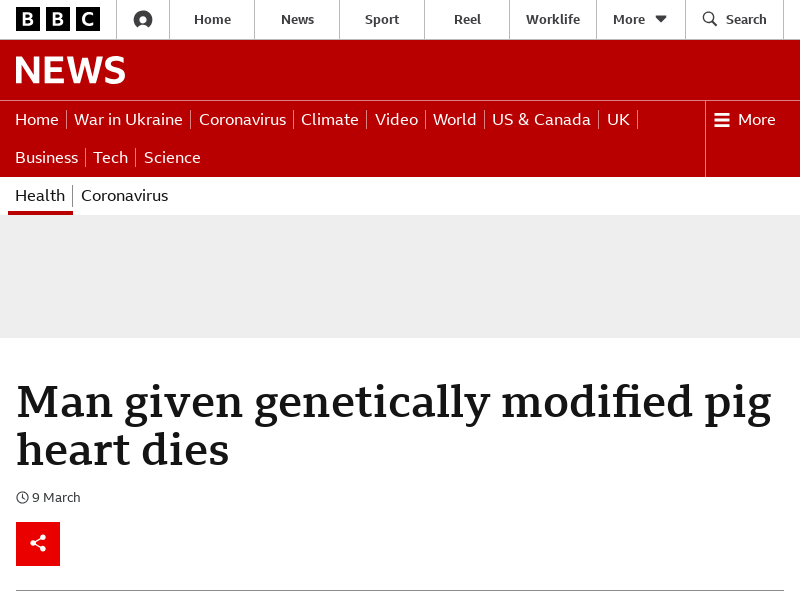 BBC Home News Sport Reel Worklife More Search
NEWS
Home War in Ukraine Coronavirus Climate Video World US & Canada UK More
Business Tech Science
Health Coronavirus
Man given genetically modified pig
heart dies
9 March